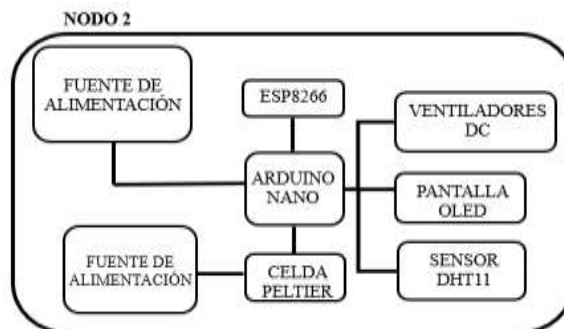 NODO 2
FUENTE DE
ALIMENTACIÓN
ESP8266
VENTILADORES
DC
ARDUINO
NANO
PANTALLA
OLED
FUENTE DE
ALIMENTACIÓN
CELDA
PELTIER
SENSOR
DHT11